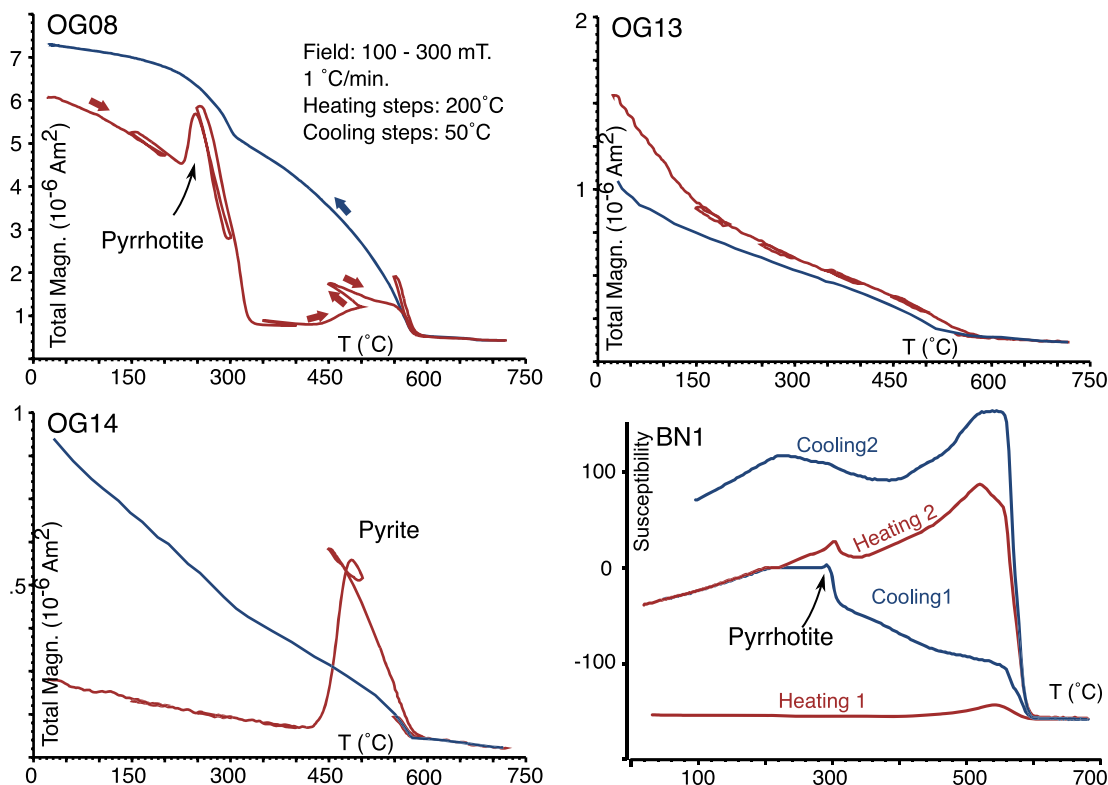 OG08
Field: 100 - 300 mT.
1 °C/min.
Heating steps: 200°C
Cooling steps: 50°C
7
6
5
4
3
2
1
Total Magn. (10-6 Am2)
Pyrrhotite
T (°C)
0 150 300 450 600 750
OG13
2
1
Total Magn. (10-6 Am2)
T (°C)
0 150 300 450 600 750
OG14
1
.5
Total Magn. (10-6 Am2)
Pyrite
T (°C)
0 150 300 450 600 750
BN1
Susceptibility
100
0
-100
Cooling2
Heating 2
Cooling1
Pyrrhotite
Heating 1
T (°C)
100 300 500 700